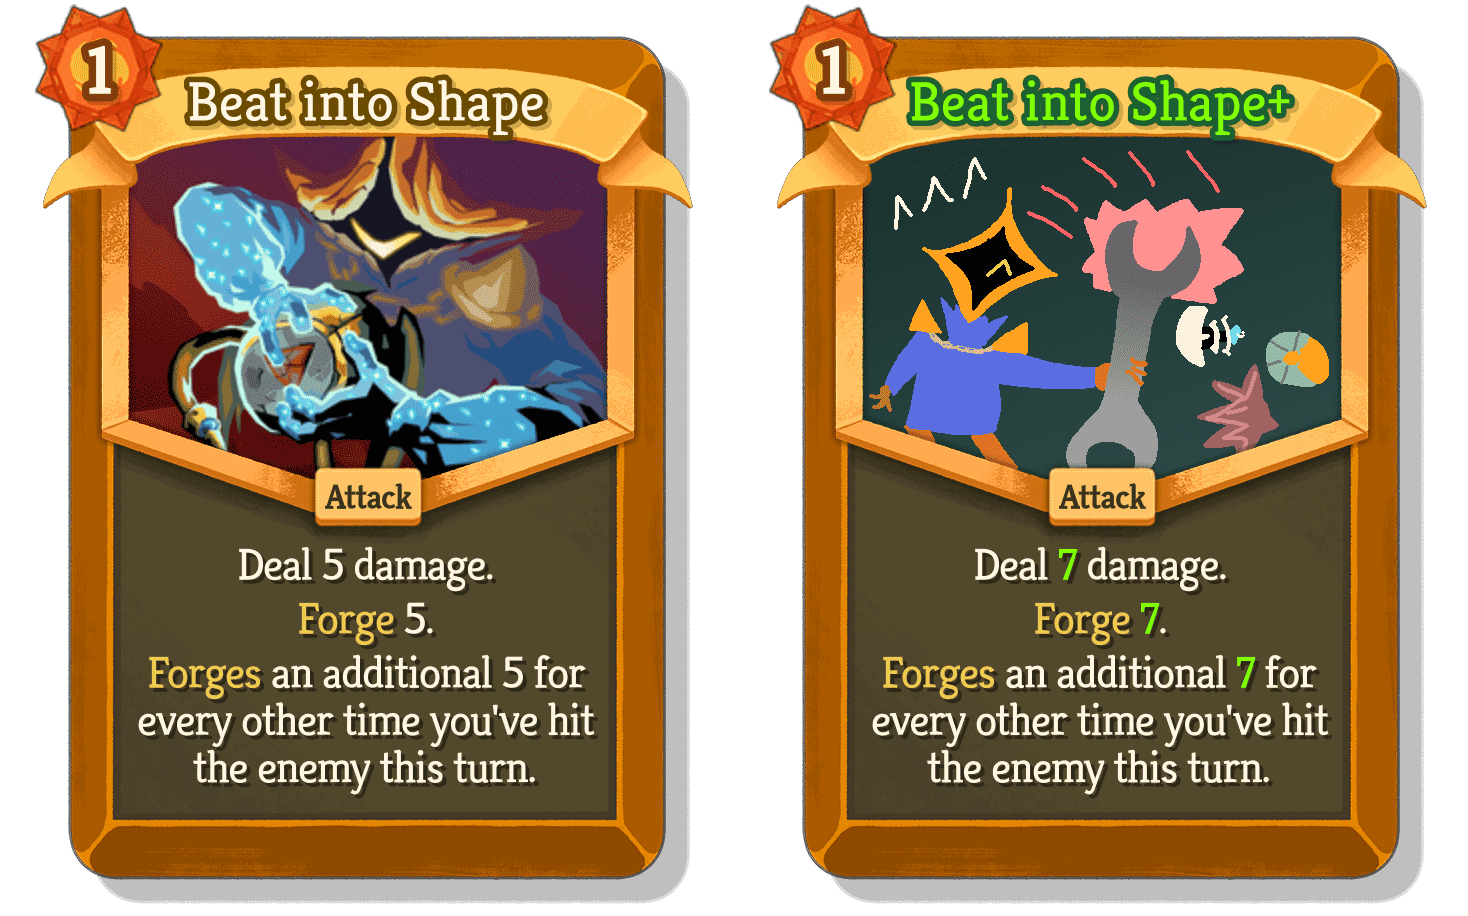 1
Beat into Shape
Attack
Deal 5 damage.
Forge 5.
Forges an additional 5 for
every other time you've hit
the enemy this turn.
1
Beat into Shape+
Attack
Deal 7 damage.
Forge 7.
Forges an additional 7 for
every other time you've hit
the enemy this turn.